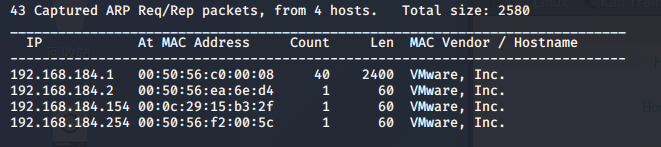 43 Captured ARP Req/Rep packets, from 4 hosts.   Total size: 2580
_____________________________________________________________________________
  IP            At MAC Address     Count     Len  MAC Vendor / Hostname
-----------------------------------------------------------------------------
192.168.184.1   00:50:56:c0:00:08     40    2400  VMware, Inc.
192.168.184.2   00:50:56:ea:6e:d4      1      60  VMware, Inc.
192.168.184.154 00:0c:29:15:b3:2f      1      60  VMware, Inc.
192.168.184.254 00:50:56:f2:00:5c      1      60  VMware, Inc.